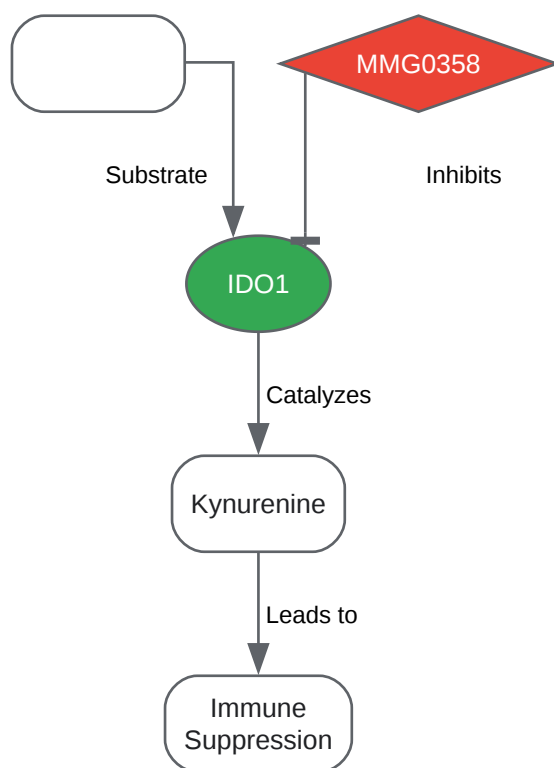 MMG0358
Substrate
Inhibits
IDO1
Catalyzes
Kynurenine
Leads to
Immune
Suppression